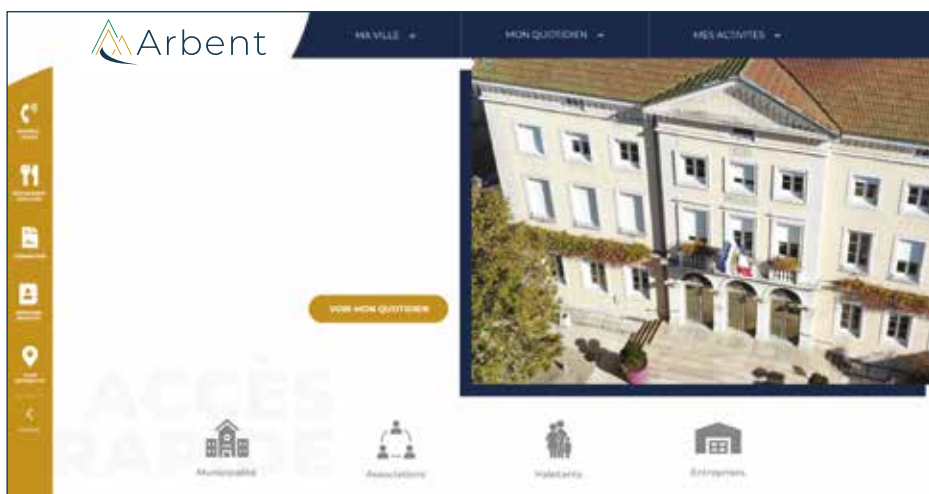 Arbent
MA VILLE
MON QUOTIDIEN
MES ACTIVITÉS
VOIR MON QUOTIDIEN
ACCÈS
RAPIDE
Municipalité
Associations
Habitants
Entreprises